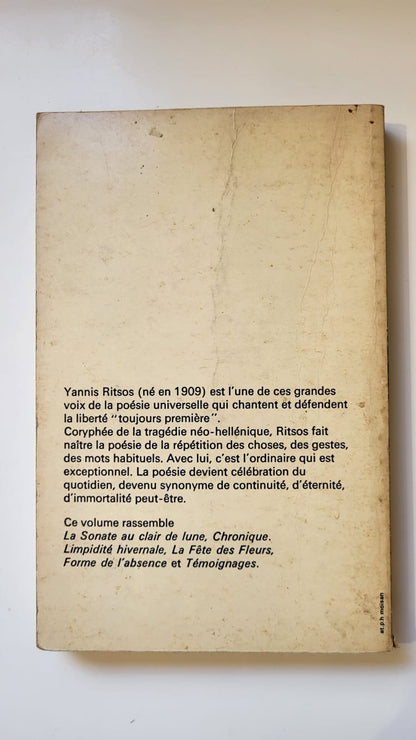 Yannis Ritsos (né en 1909) est l'une de ces grandes
voix de la poésie universelle qui chantent et défendent
la liberté "toujours première".
Coryphée de la tragédie néo-hellénique, Ritsos fait
naître la poésie de la répétition des choses, des gestes,
des mots habituels. Avec lui, c'est l'ordinaire qui est
exceptionnel. La poésie devient célébration du
quotidien, devenu synonyme de continuité, d'éternité,
d'immortalité peut-être.
Ce volume rassemble
La Sonate au clair de lune, Chronique.
Limpidité hivernale, La Fête des Fleurs,
Forme de l'absence et Témoignages.
at.p.h moisan